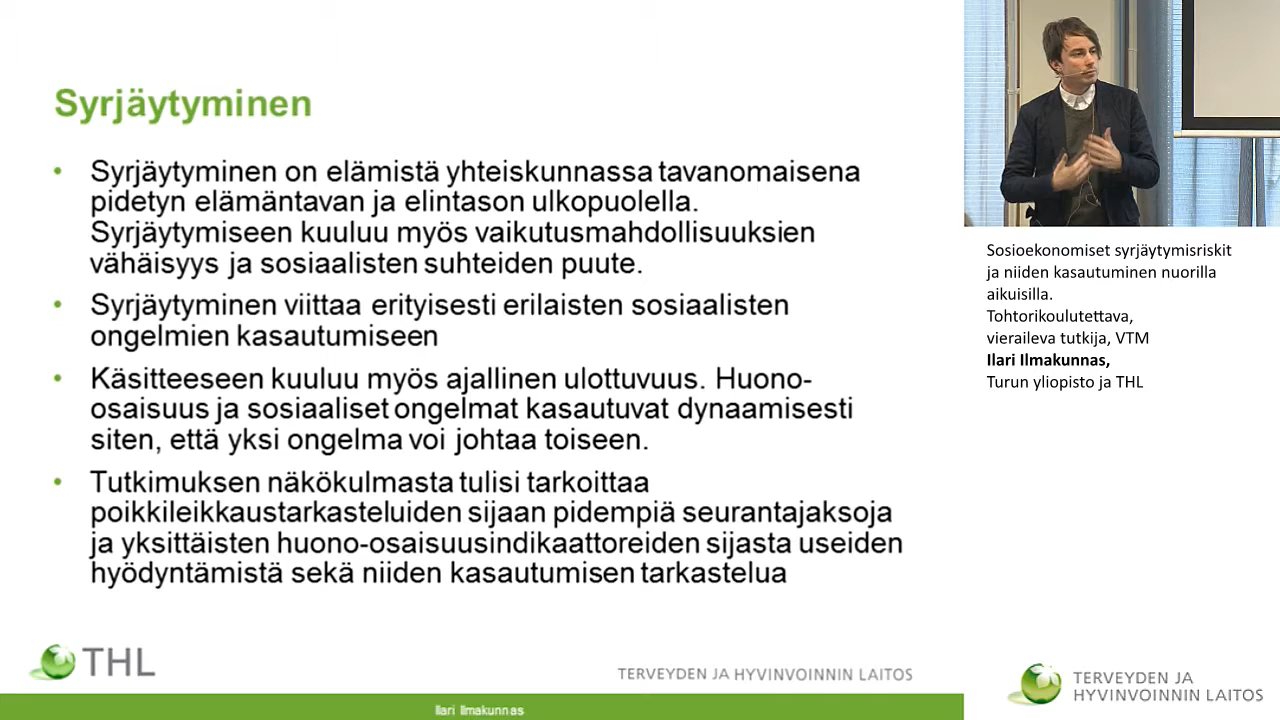 Syrjäytyminen
• Syrjäytyminen on elämistä yhteiskunnassa tavanomaisena
pidetyn elämäntavan ja elintason ulkopuolella.
Syrjäytymiseen kuuluu myös vaikutusmahdollisuuksien
vähäisyys ja sosiaalisten suhteiden puute.
• Syrjäytyminen viittaa erityisesti erilaisten sosiaalisten
ongelmien kasautumiseen
• Käsitteeseen kuuluu myös ajallinen ulottuvuus. Huono-
osaisuus ja sosiaaliset ongelmat kasautuvat dynaamisesti
siten, että yksi ongelma voi johtaa toiseen.
• Tutkimuksen näkökulmasta tulisi tarkoittaa
poikkileikkaustarkasteluiden sijaan pidempiä seurantajaksoja
ja yksittäisten huono-osaisuusindikaattoreiden sijasta useiden
hyödyntämistä sekä niiden kasautumisen tarkastelua
THL
TERVEYDEN JA HYVINVOINNIN LAITOS
Ilari Ilmakunnas
Sosioekonomiset syrjäytymisriskit
ja niiden kasautuminen nuorilla
aikuisilla.
Tohtorikoulutettava,
vieraileva tutkija, VTM
Ilari Ilmakunnas,
Turun yliopisto ja THL
TERVEYDEN JA
HYVINVOINNIN LAITOS